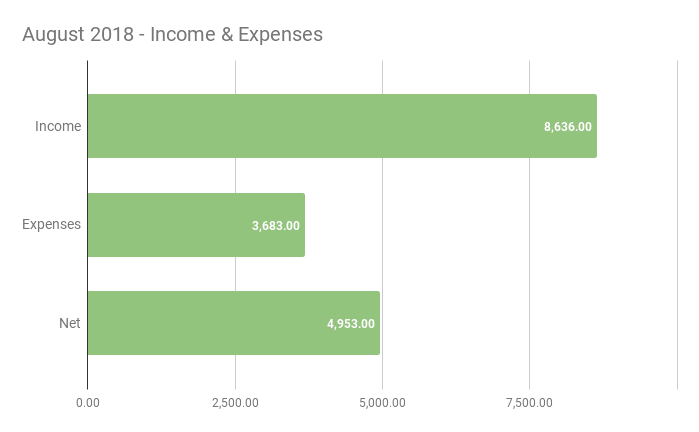 August 2018 - Income & Expenses
Income
8,636.00
Expenses
3,683.00
Net
4,953.00
0.00
2,500.00
5,000.00
7,500.00